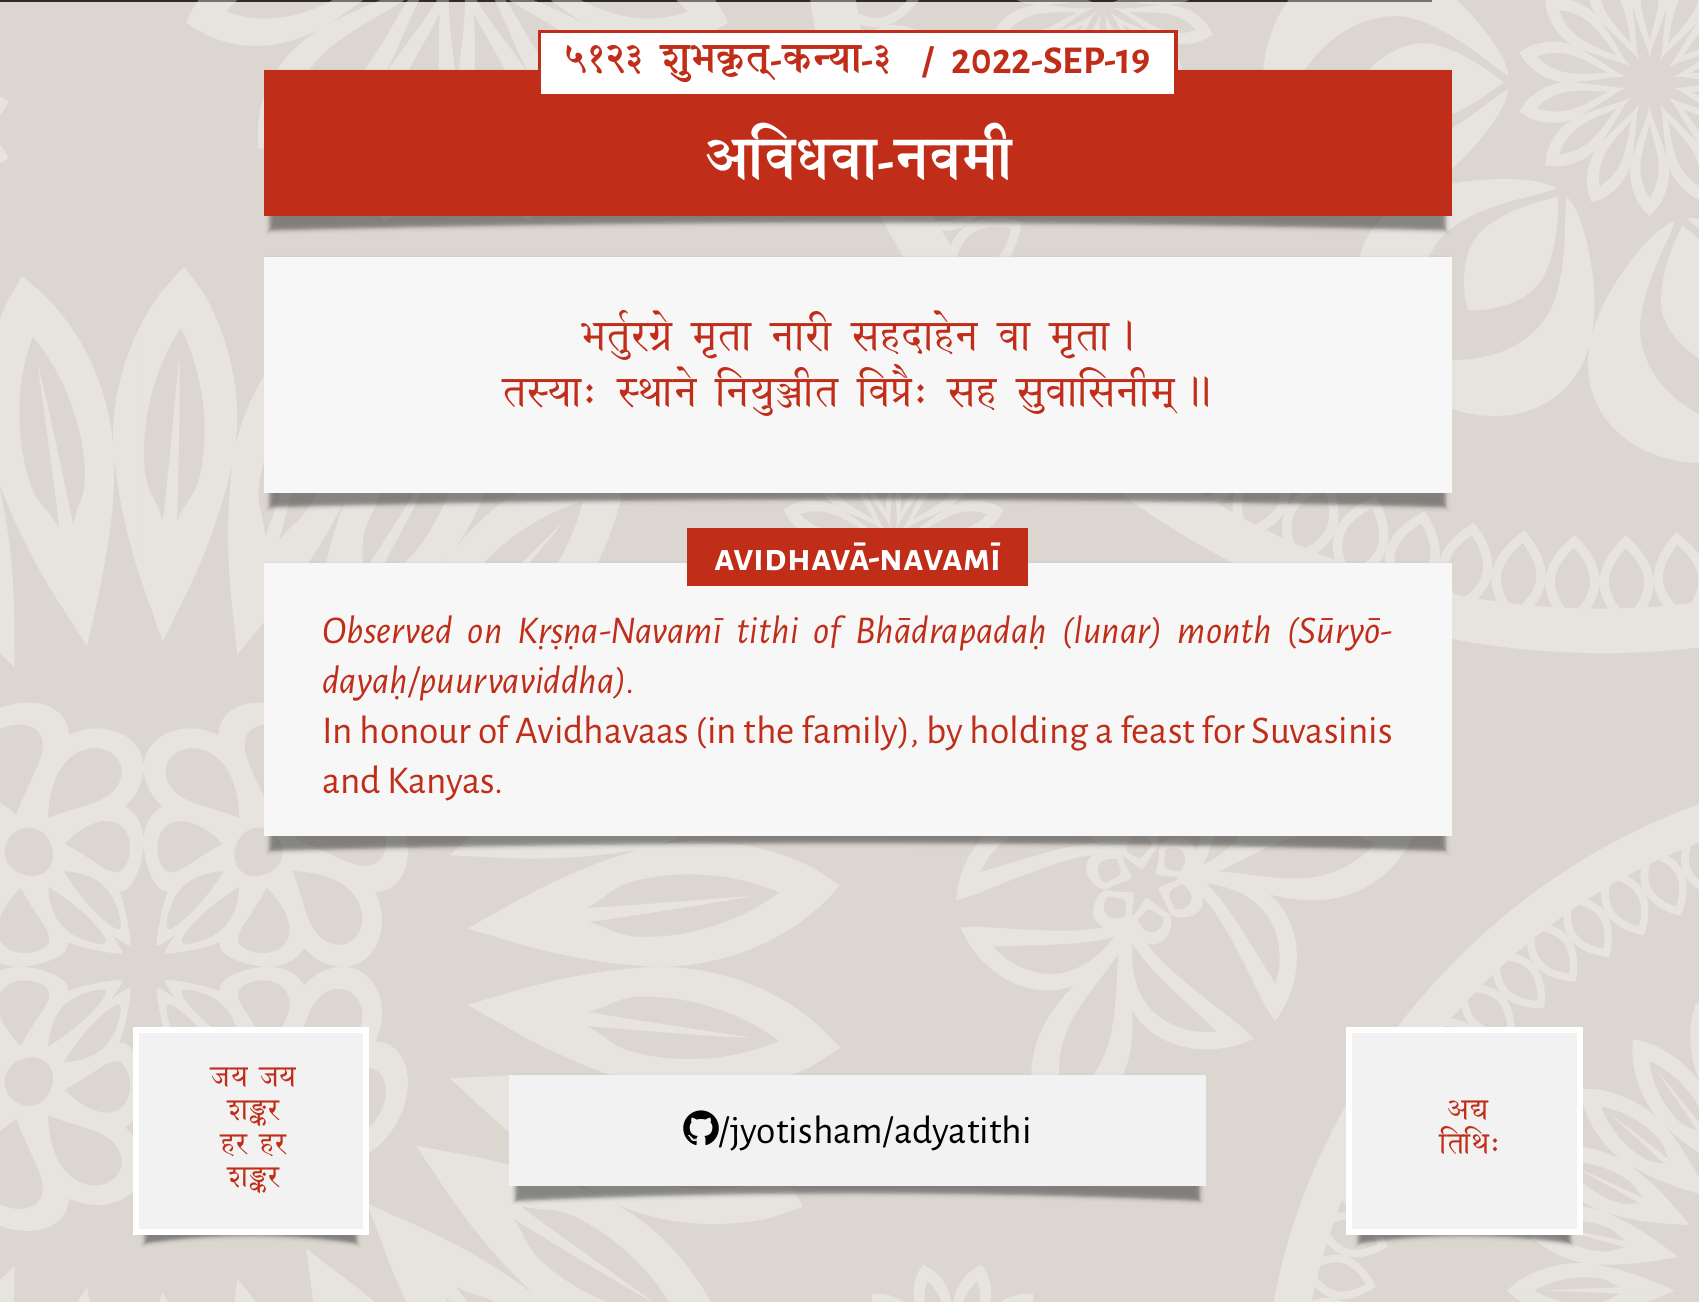 ५१२३ शुभकृत्-कन्या-३ / 2022-SEP-19
अविधवा-नवमी
भर्तुरग्रे मृता नारी सहदाहेन वा मृता।
तस्याः स्थाने नियुञ्जीत विप्रैः सह सुवासिनीम्॥
AVIDHAVĀ-NAVAMĪ
Observed on Kṛṣṇa-Navamī tithi of Bhādrapadaḥ (lunar) month (Sūryō-
dayaḥ/puurvaviddha).
In honour of Avidhavaas (in the family), by holding a feast for Suvasinis
and Kanyas.
जय जय
शङ्कर
हर हर
शङ्कर
/jyotisham/adyatithi
अद्य
तिथिः